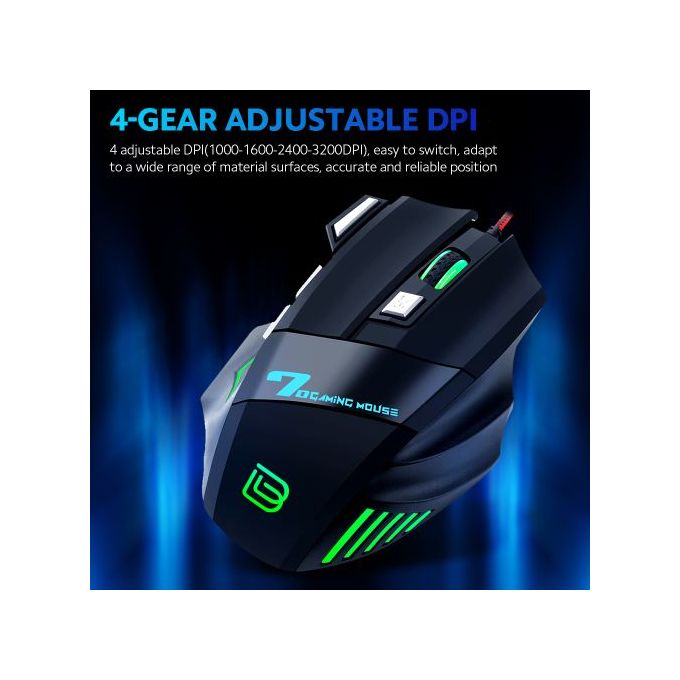 4-GEAR ADJUSTABLE DPI
4 adjustable DPI(1000-1600-2400-3200DPI), easy to switch, adapt
to a wide range of material surfaces, accurate and reliable position
7D GAMING MOUSE